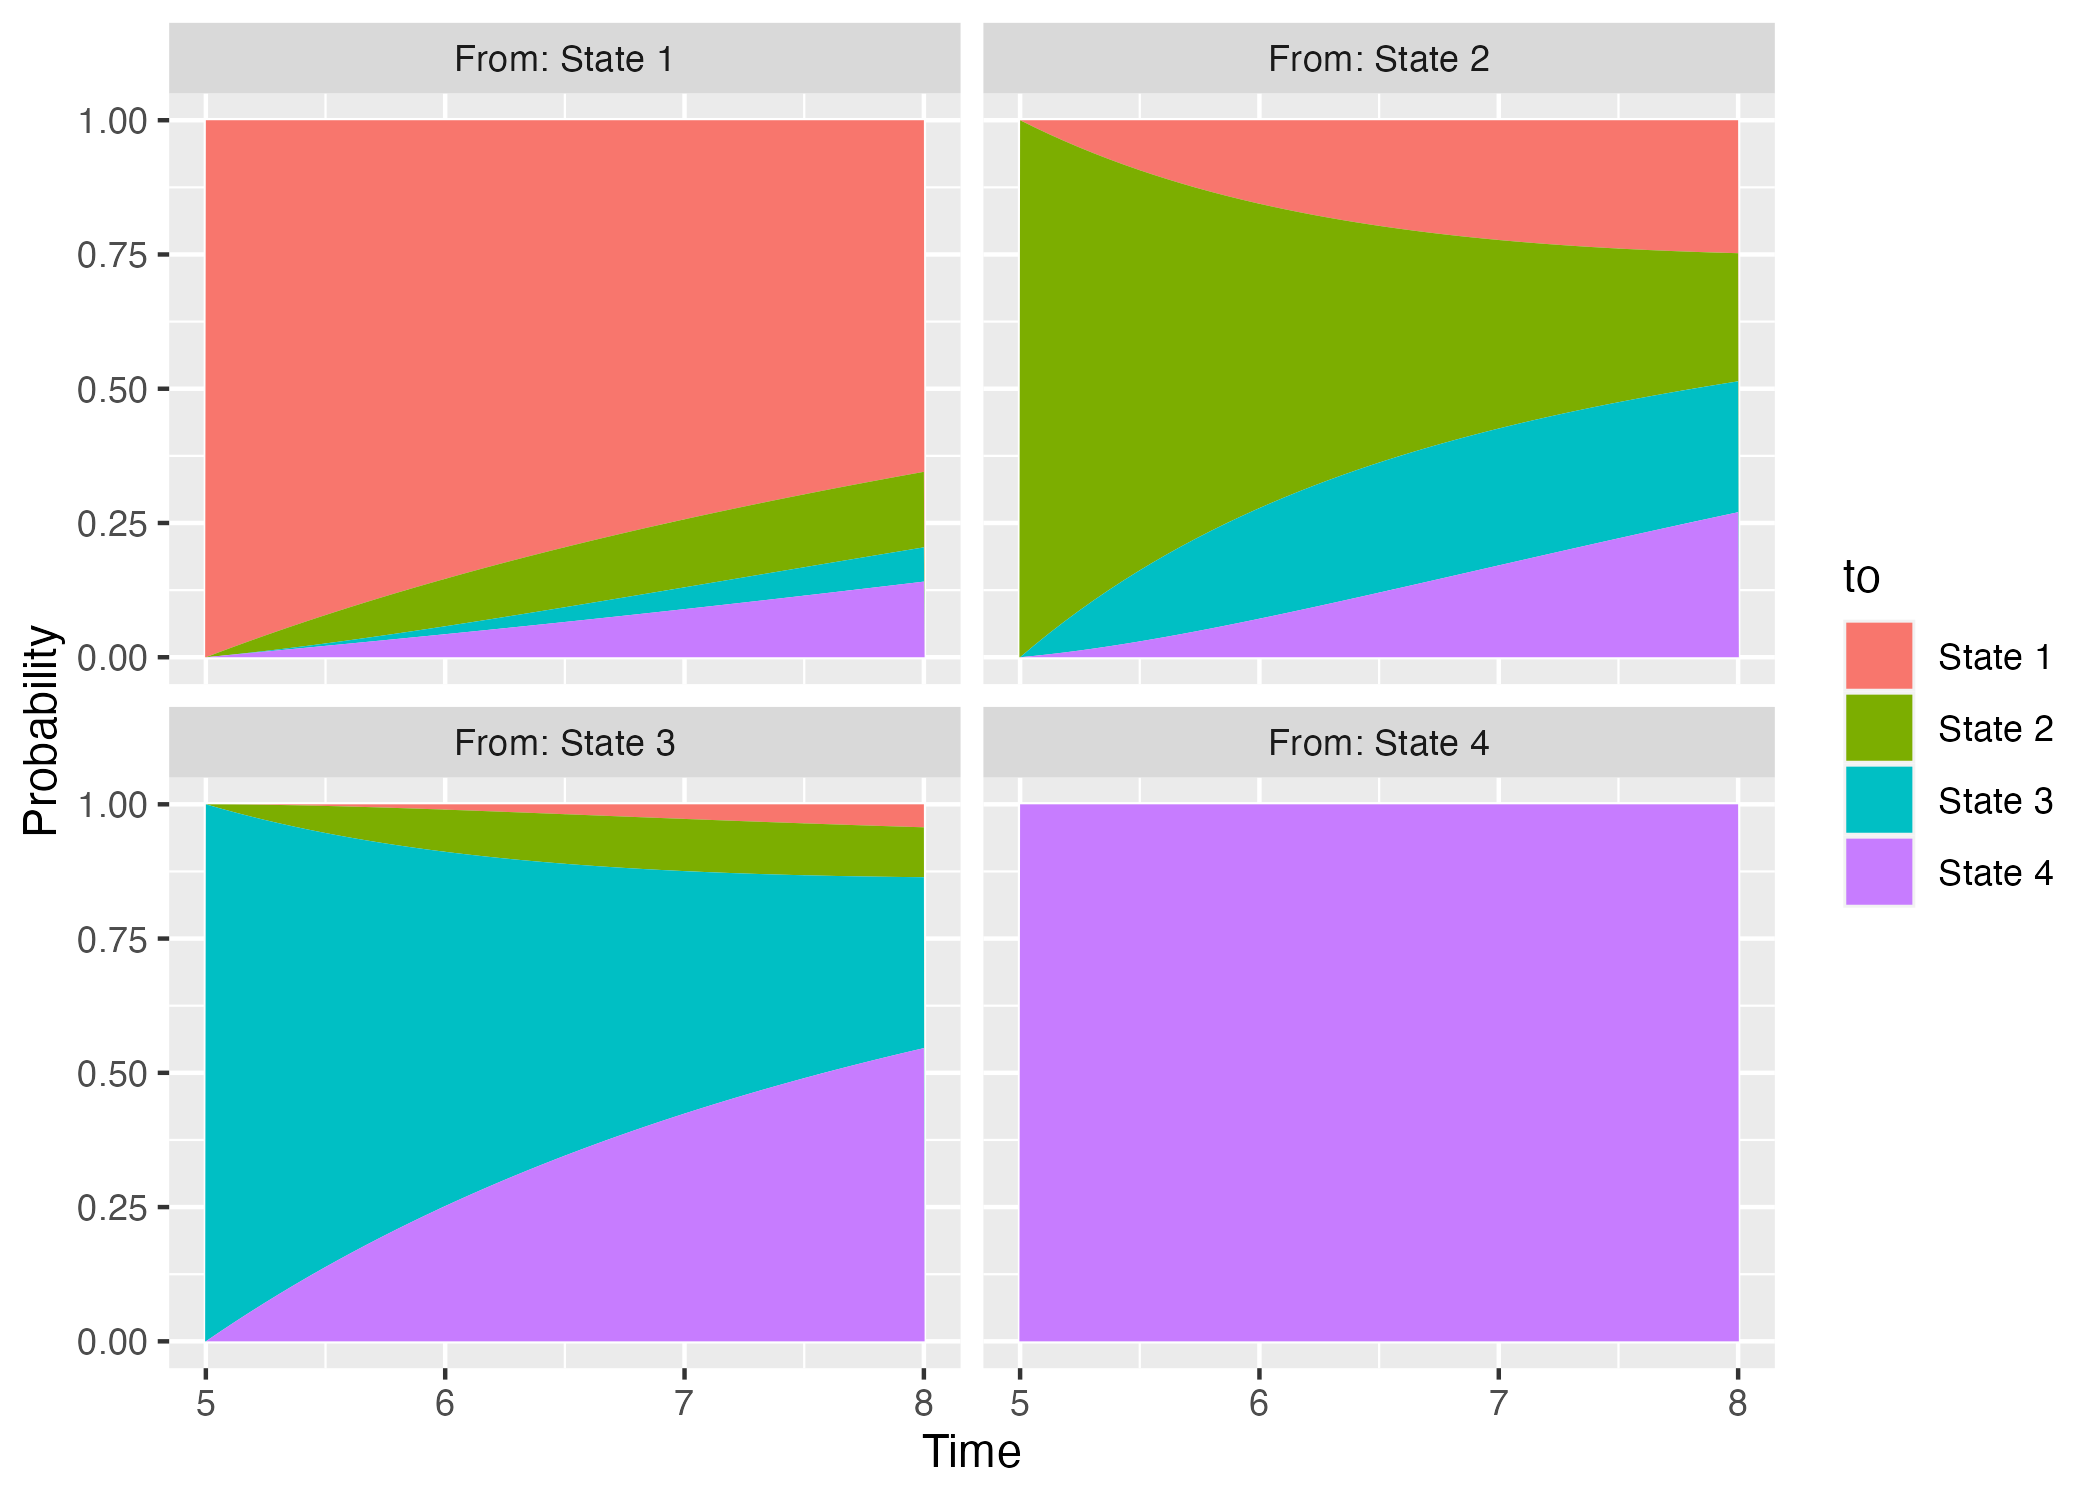 From: State 1
From: State 2
1.00
0.75
0.50
0.25
0.00
From: State 3
From: State 4
1.00
0.75
0.50
0.25
0.00
5 6 7 8
5 6 7 8
Time
Probability
to
State 1
State 2
State 3
State 4